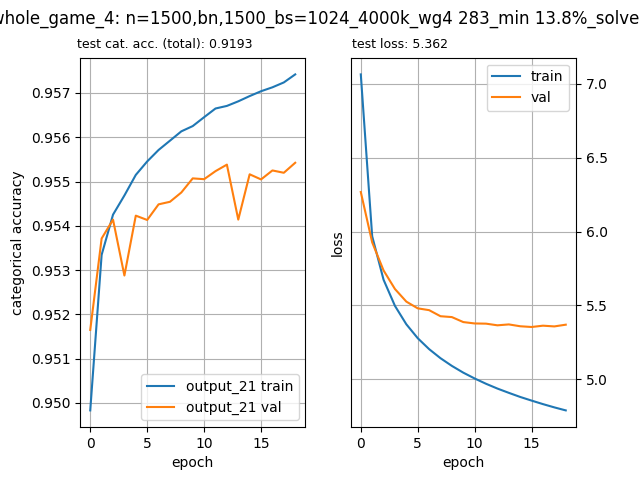 whole_game_4: n=1500,bn,1500_bs=1024_4000k_wg4 283_min 13.8%_solve
test cat. acc. (total): 0.9193
test loss: 5.362
categorical accuracy
0.957
0.956
0.955
0.954
0.953
0.952
0.951
0.950
output_21 train
output_21 val
0 5 10 15
epoch
loss
train
val
7.0
6.5
6.0
5.5
5.0
0 5 10 15
epoch